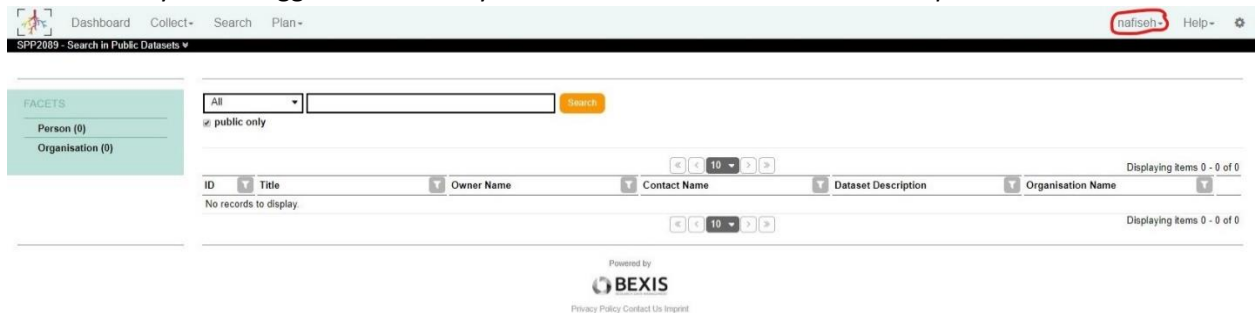 Dashboard Collect Search Plan nafiseh Help
SPP2089 - Search in Public Datasets
FACETS
Person (0)
Organisation (0)
All Search
public only
10
Displaying items 0 - 0 of 0
ID Title Owner Name Contact Name Dataset Description Organisation Name
No records to display.
10
Displaying items 0 - 0 of 0
Powered by
BEXIS
Privacy Policy Contact Us Imprint